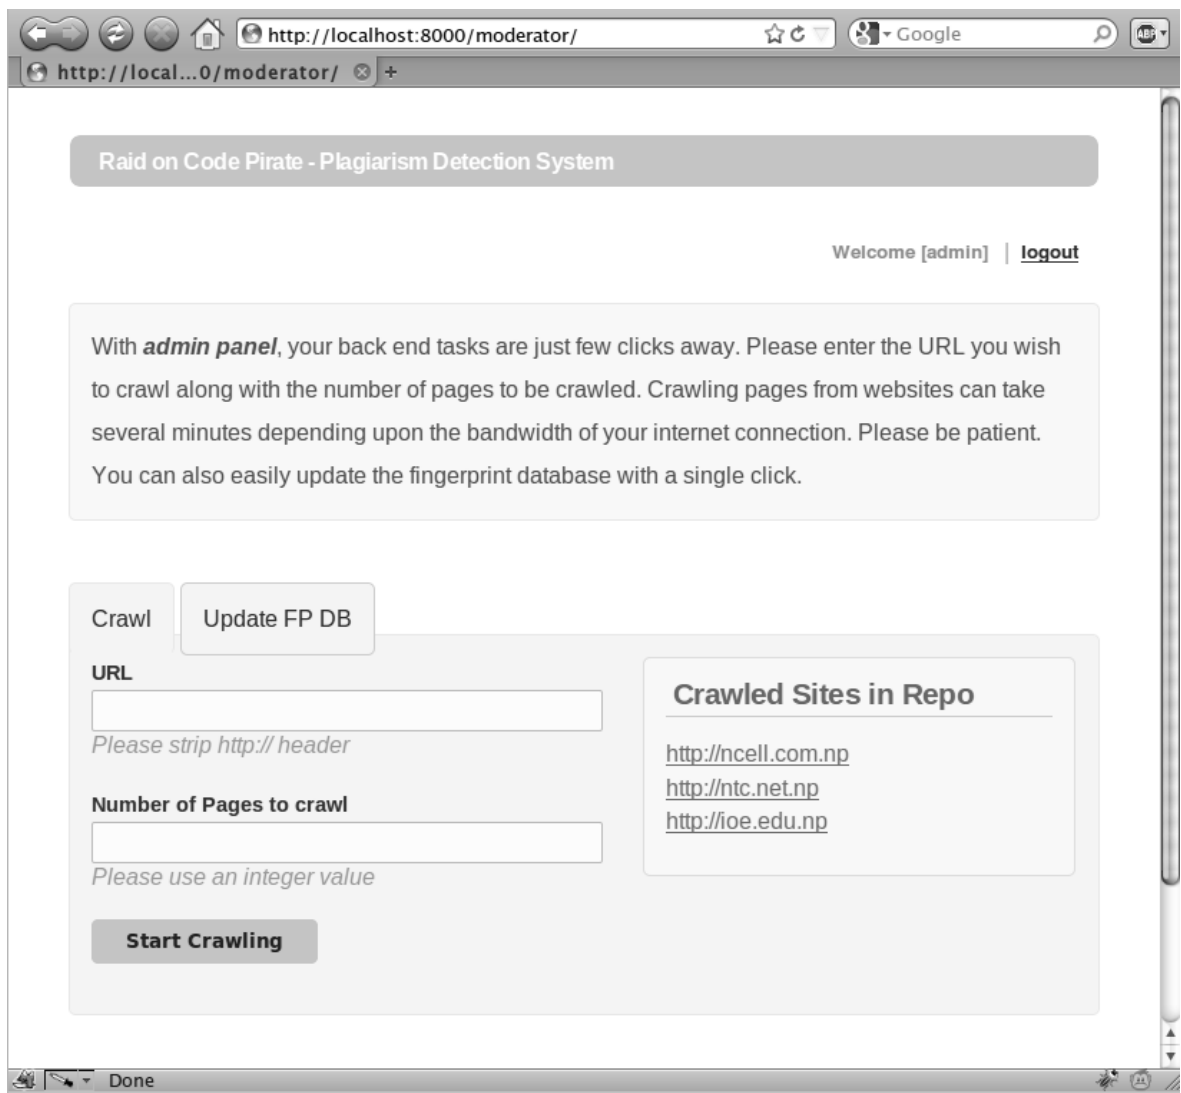 http://localhost:8000/moderator/
Google
ABP
http://local...0/moderator/ +
Raid on Code Pirate - Plagiarism Detection System
Welcome [admin] | logout
With admin panel, your back end tasks are just few clicks away. Please enter the URL you wish
to crawl along with the number of pages to be crawled. Crawling pages from websites can take
several minutes depending upon the bandwidth of your internet connection. Please be patient.
You can also easily update the fingerprint database with a single click.
Crawl
Update FP DB
URL
Please strip http:// header
Number of Pages to crawl
Please use an integer value
Start Crawling
Crawled Sites in Repo
http://ncell.com.np
http://ntc.net.np
http://ioe.edu.np
Done